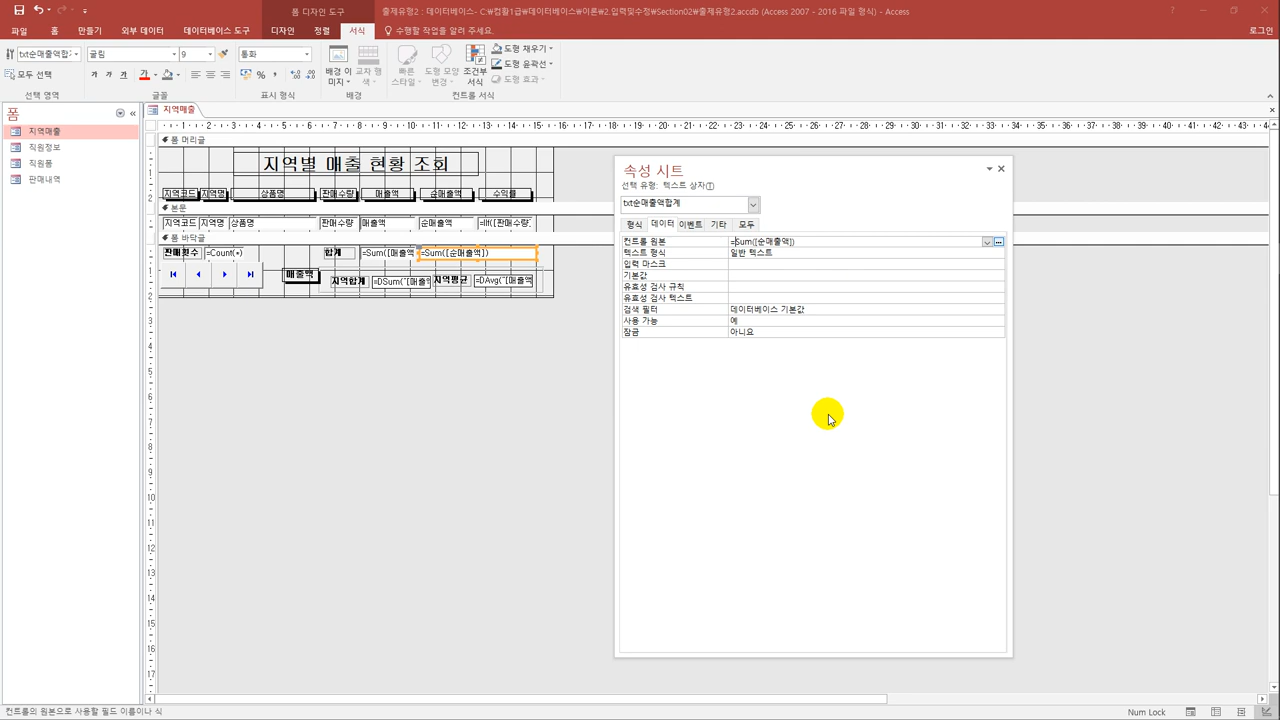 폼 디자인 도구
출제유형2 : 데이터베이스- C:₩컴활1급₩데이터베이스₩이론₩2.입력및수정₩Section02₩출제유형2.accdb (Access 2007 - 2016 파일 형식) - Access
파일 홈 만들기 외부 데이터 데이터베이스 도구 디자인 정렬 서식 수행할 작업을 알려 주세요. 로그인
txt순매출액합계 굴림 9 통화
모두 선택
가 가 가 가
배경 이미지 교차 행 색 빠른 스타일 도형 모양 변경 조건부 서식
도형 채우기
도형 윤곽선
도형 효과
선택 영역 글꼴 표시 형식 배경 컨트롤 서식
폼
지역매출
직원정보
직원폼
판매내역
지역매출
폼 머리글
지역별 매출 현황 조회
지역코드 지역명 상품명 판매수량 매출액 순매출액 수익률
본문
지역코드 지역명 상품명 판매수량 매출액 순매출액 =IIf([판매수량
폼 바닥글
판매횟수 =Count(*) 합계 =Sum([매출액 =Sum([순매출액])
매출액 지역합계 =DSum("[매출액 지역평균 =DAvg("[매출액
속성 시트
선택 유형: 텍스트 상자(T)
txt순매출액합계
형식 데이터 이벤트 기타 모두
컨트롤 원본 =Sum([순매출액])
텍스트 형식 일반 텍스트
입력 마스크
기본값
유효성 검사 규칙
유효성 검사 텍스트
검색 필터 데이터베이스 기본값
사용 가능 예
잠금 아니요
컨트롤의 원본으로 사용할 필드 이름이나 식
Num Lock